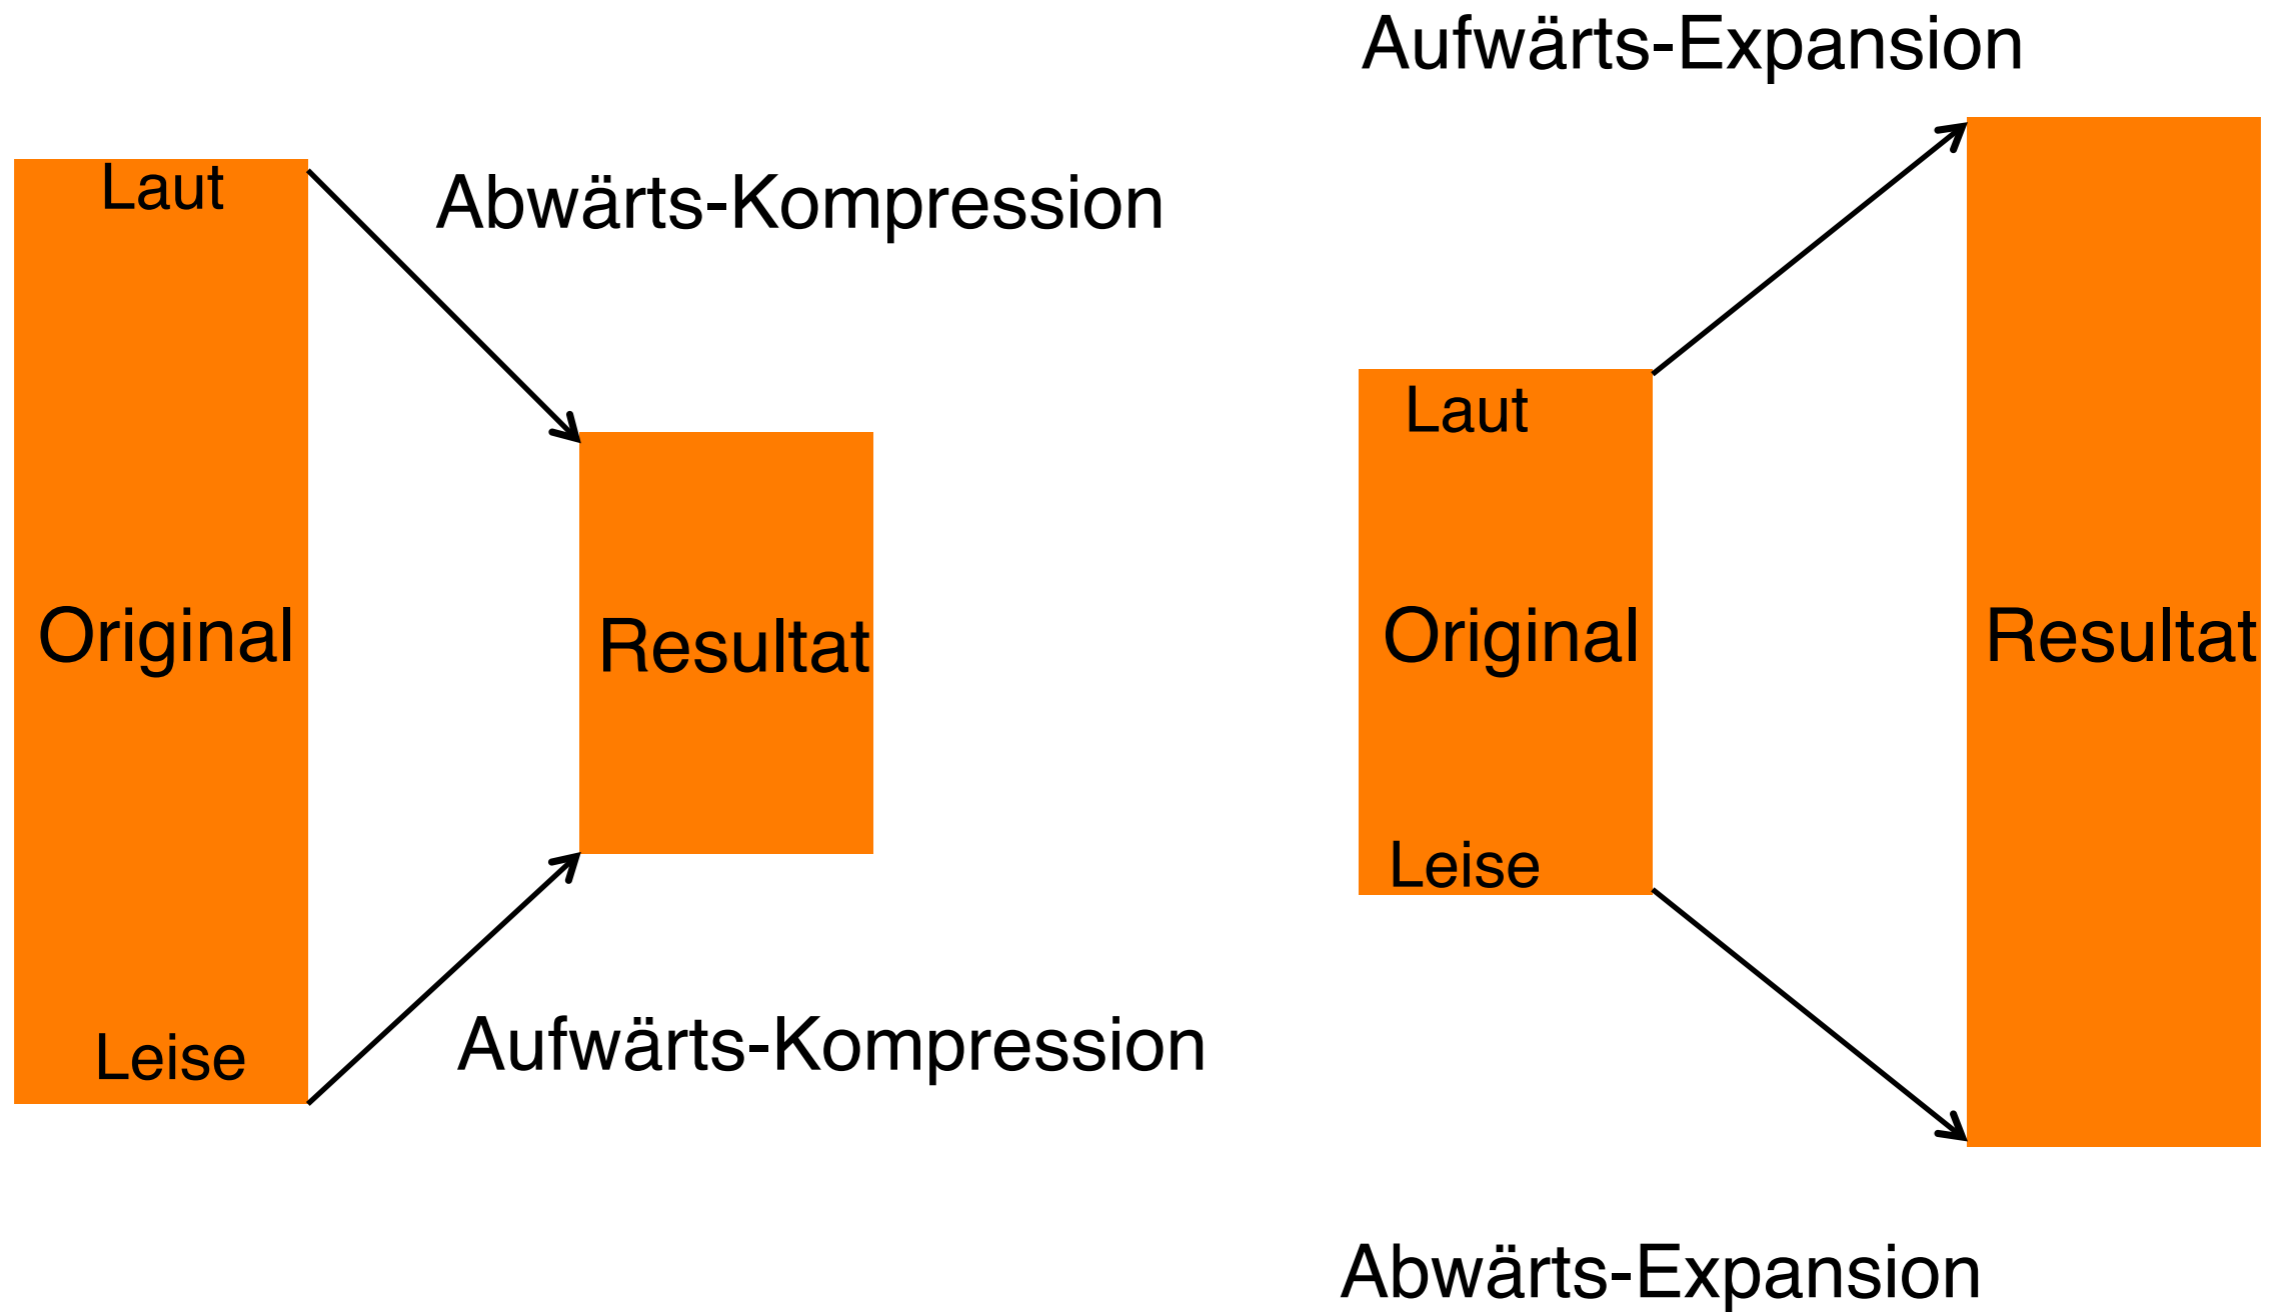 Laut
Abwärts-Kompression
Original
Resultat
Leise
Aufwärts-Kompression
Aufwärts-Expansion
Laut
Original
Resultat
Leise
Abwärts-Expansion